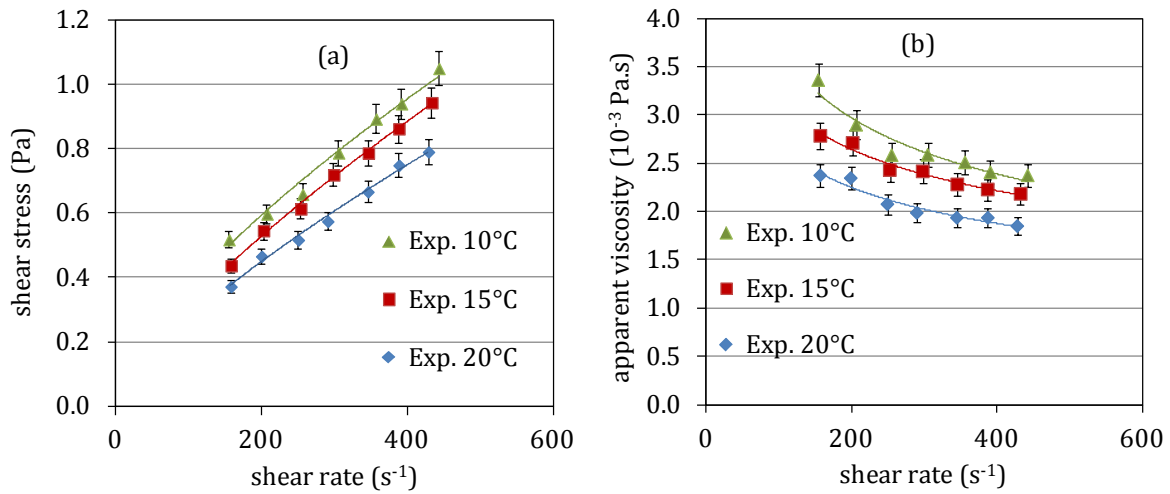 (a)
shear stress (Pa)
1.2
1.0
0.8
0.6
0.4
0.2
0.0
Exp. 10°C
Exp. 15°C
Exp. 20°C
0 200 400 600
shear rate (s⁻¹)
(b)
apparent viscosity (10⁻³ Pa.s)
4.0
3.5
3.0
2.5
2.0
1.5
1.0
0.5
0.0
Exp. 10°C
Exp. 15°C
Exp. 20°C
0 200 400 600
shear rate (s⁻¹)